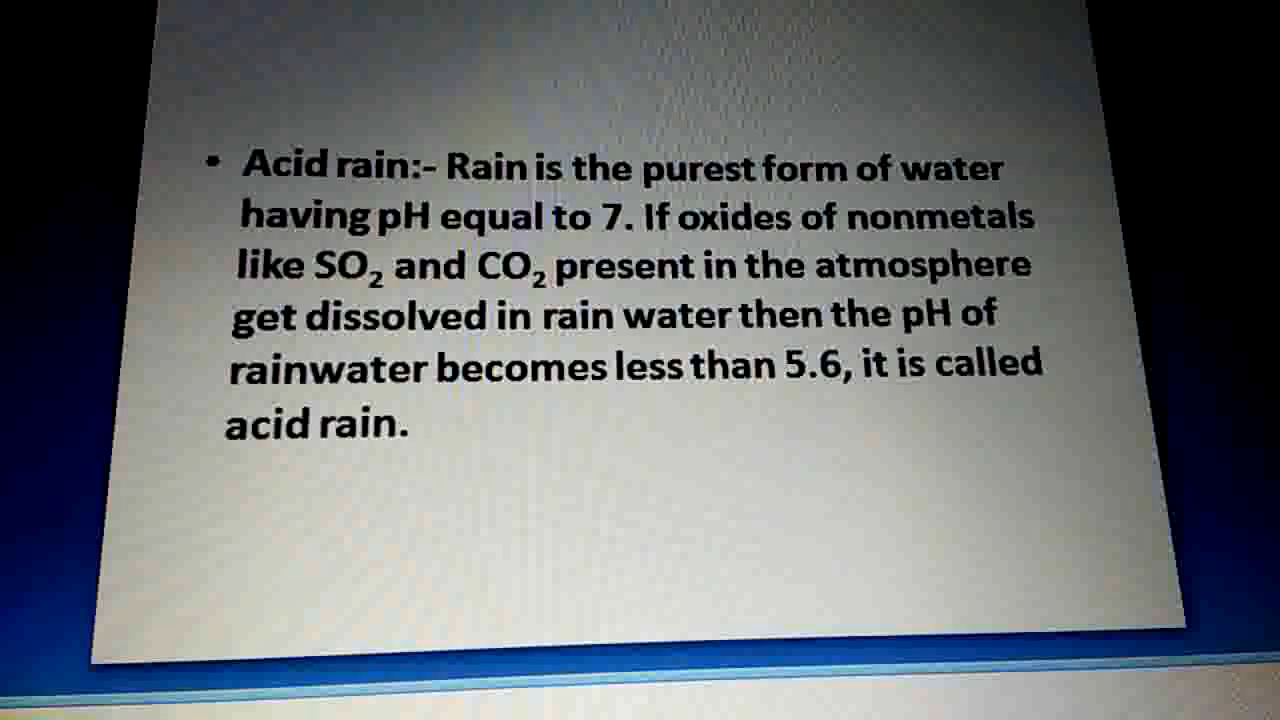 • Acid rain:- Rain is the purest form of water
having pH equal to 7. If oxides of nonmetals
like SO₂ and CO₂ present in the atmosphere
get dissolved in rain water then the pH of
rainwater becomes less than 5.6, it is called
acid rain.